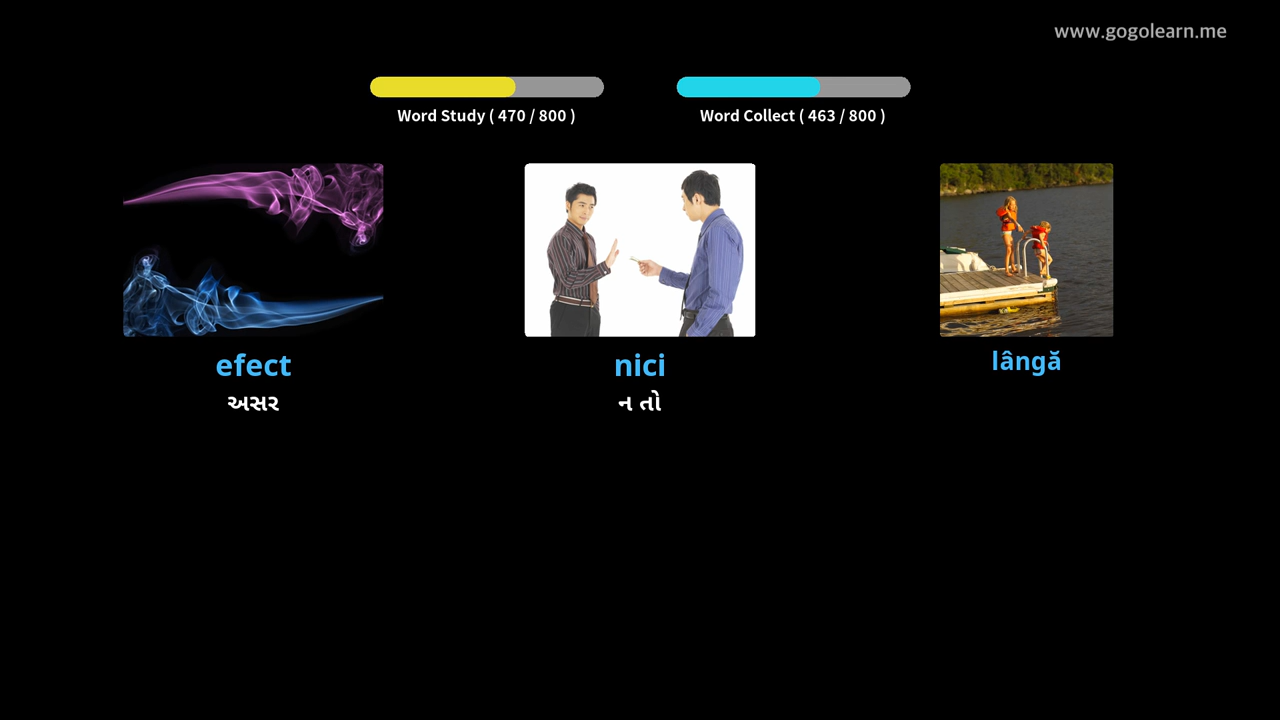 www.gogolearn.me
Word Study ( 470 / 800 )
Word Collect ( 463 / 800 )
efect
અસર
nici
ન તો
lângă